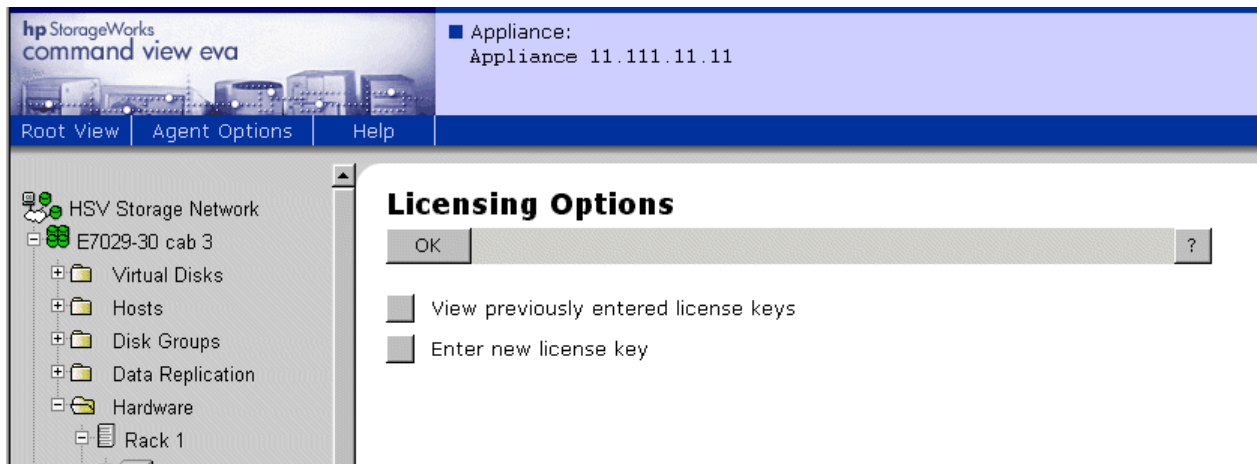 hp StorageWorks
command view eva
Appliance:
Appliance 11.111.11.11
Root View
Agent Options
Help
HSV Storage Network
E7029-30 cab 3
Virtual Disks
Hosts
Disk Groups
Data Replication
Hardware
Rack 1
Licensing Options
OK
?
View previously entered license keys
Enter new license key